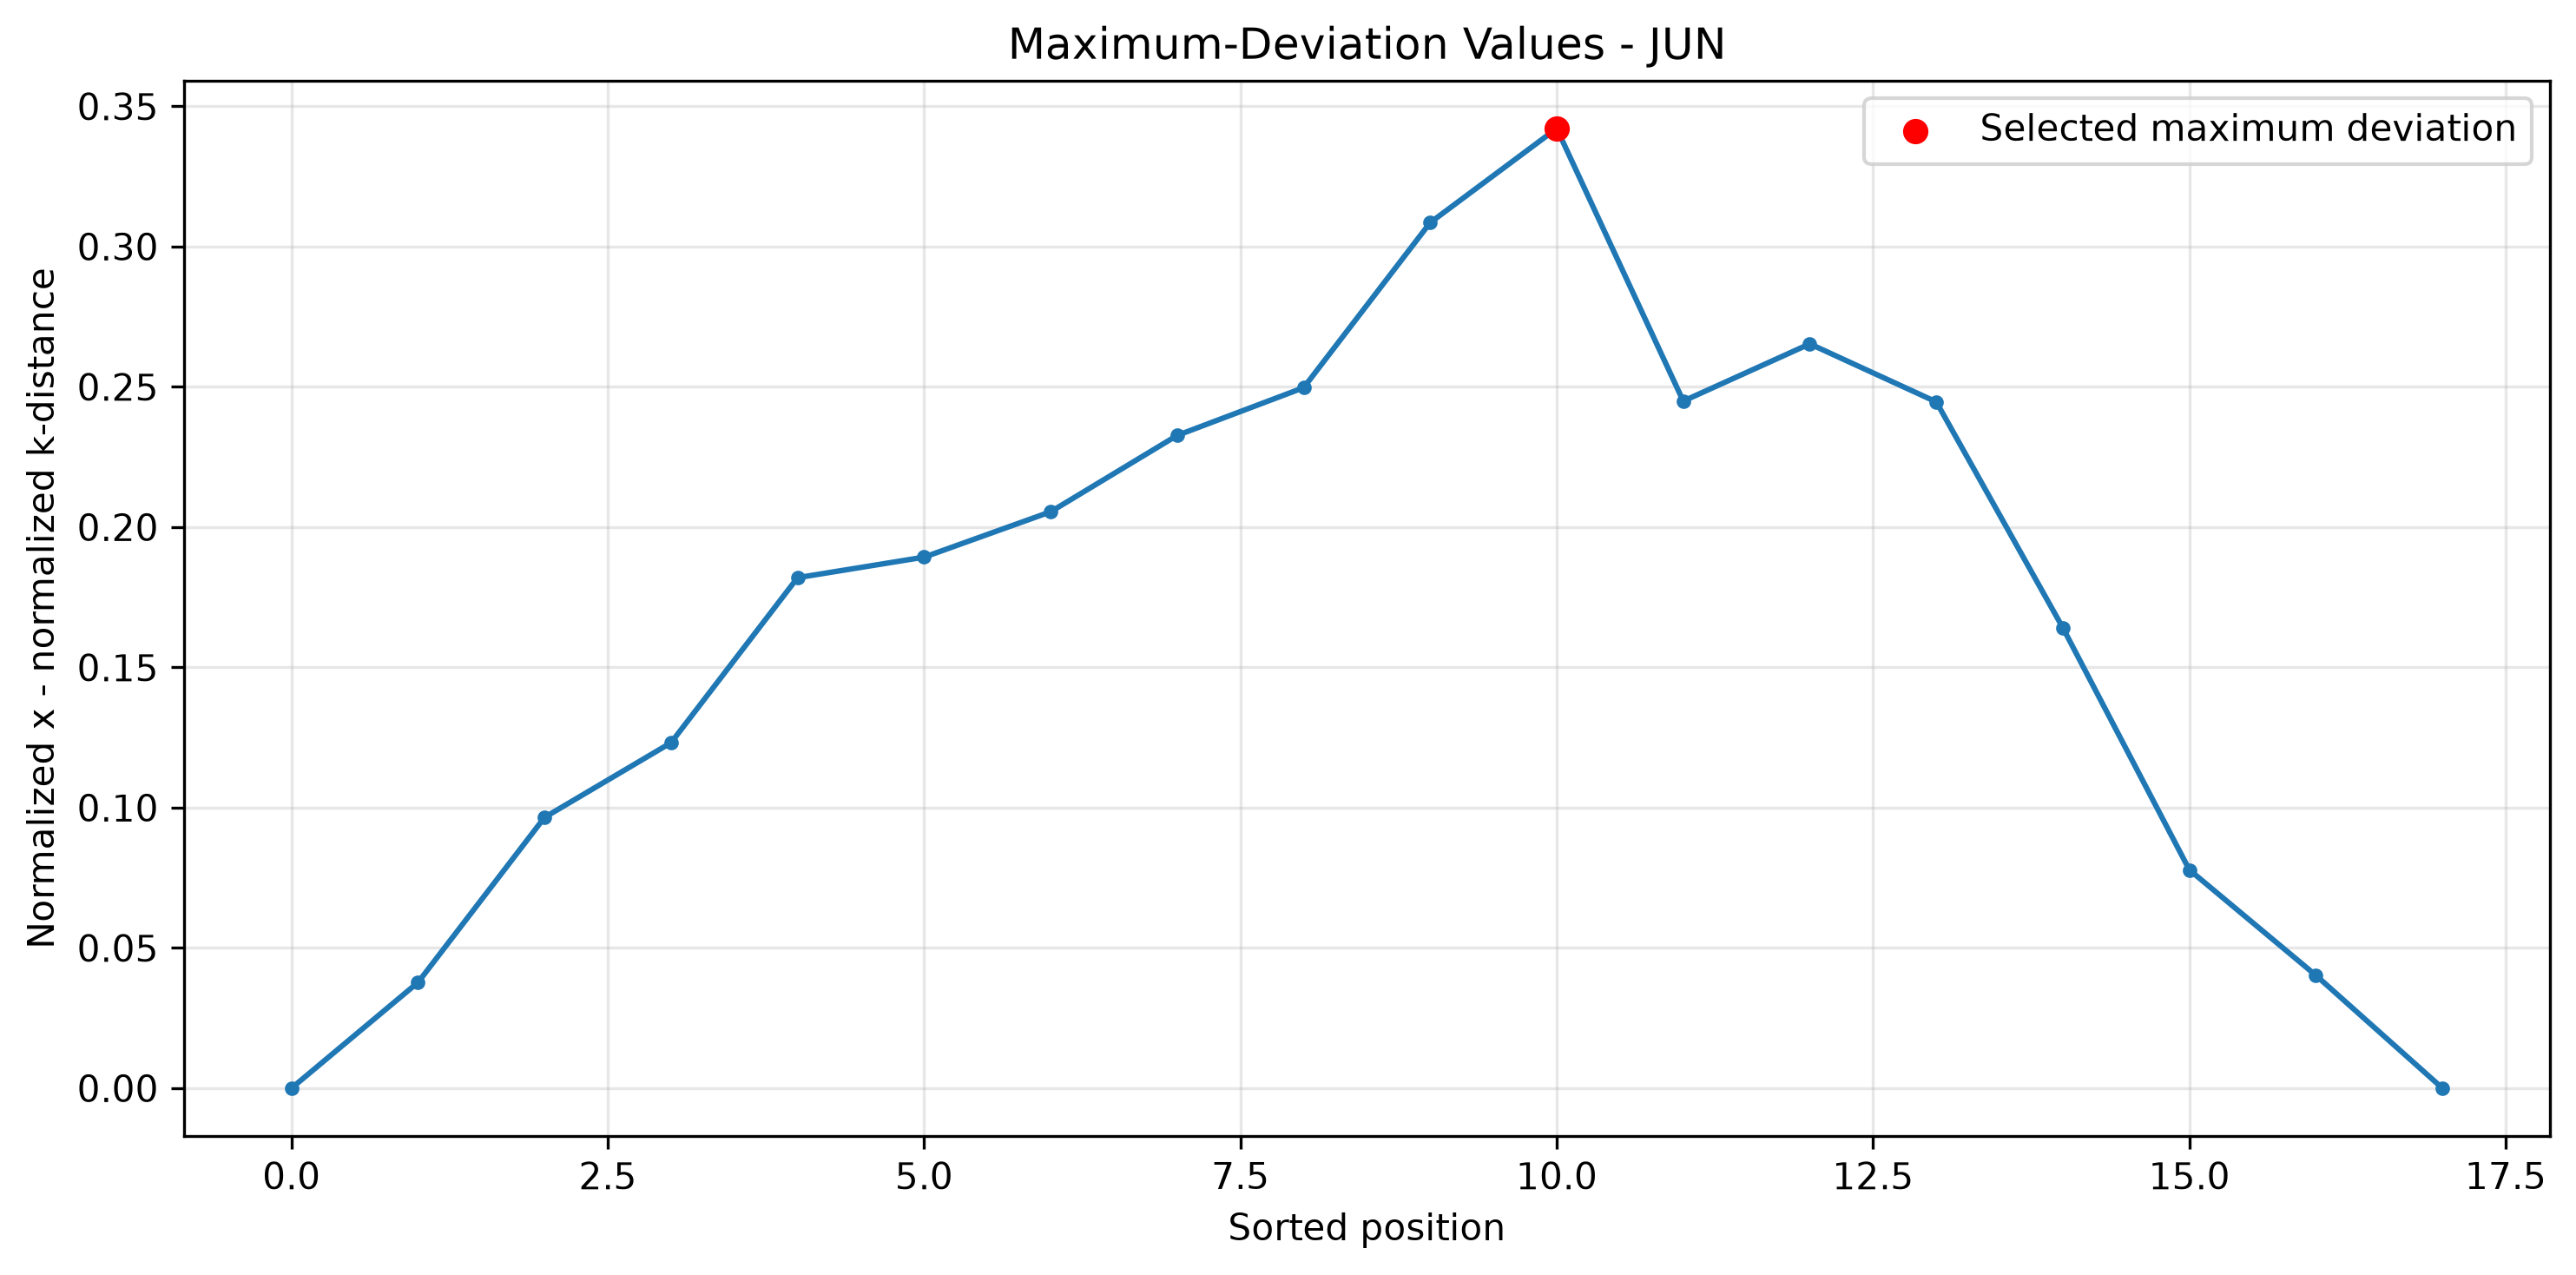 Maximum-Deviation Values - JUN
Selected maximum deviation
Normalized x - normalized k-distance
0.35
0.30
0.25
0.20
0.15
0.10
0.05
0.00
0.0 2.5 5.0 7.5 10.0 12.5 15.0 17.5
Sorted position